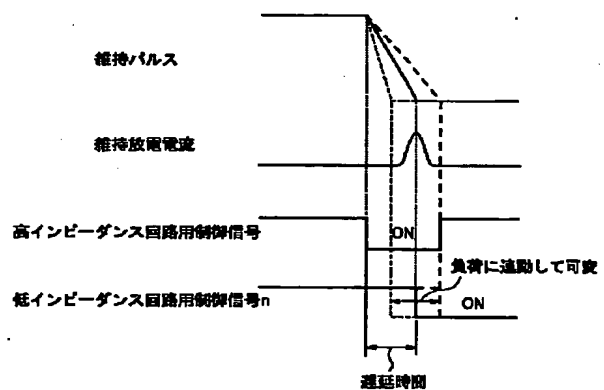 維持パルス
維持放電電流
高インピーダンス回路用制御信号
ON
負荷に連動して可変
低インピーダンス回路用制御信号n
ON
遅延時間